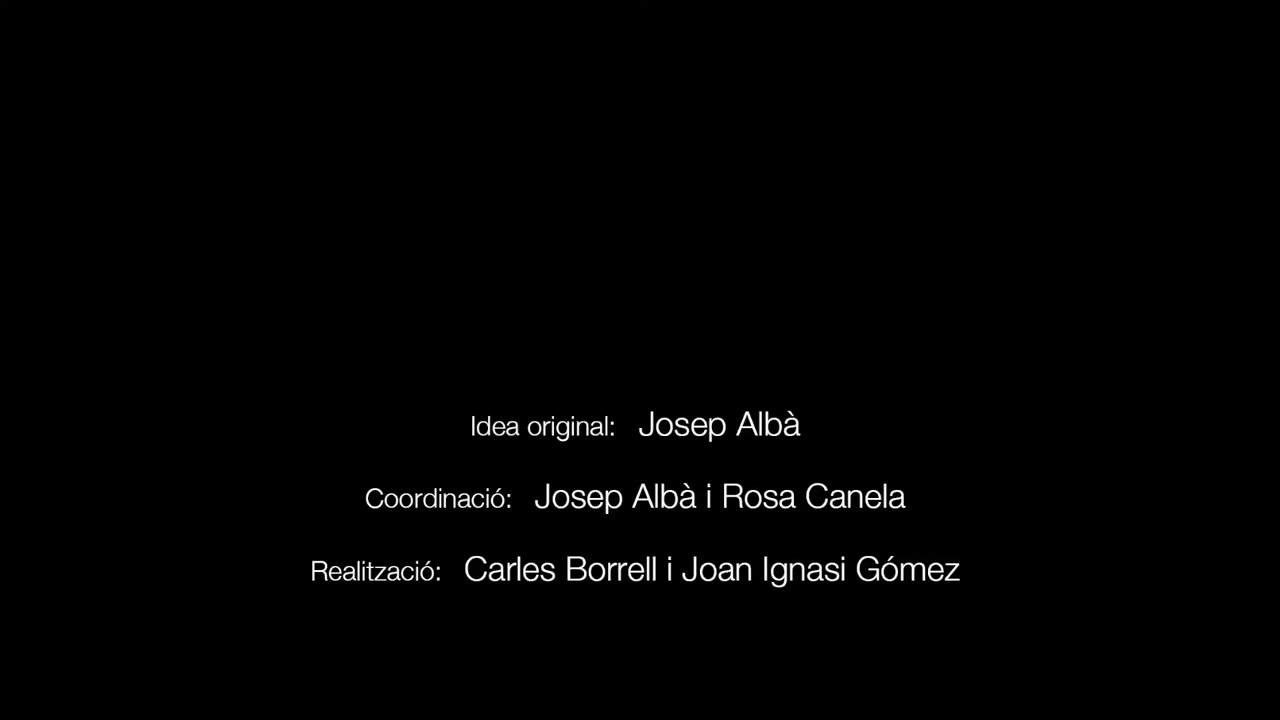 Idea original: Josep Albà
Coordinació: Josep Albà i Rosa Canela
Realització: Carles Borrell i Joan Ignasi Gómez